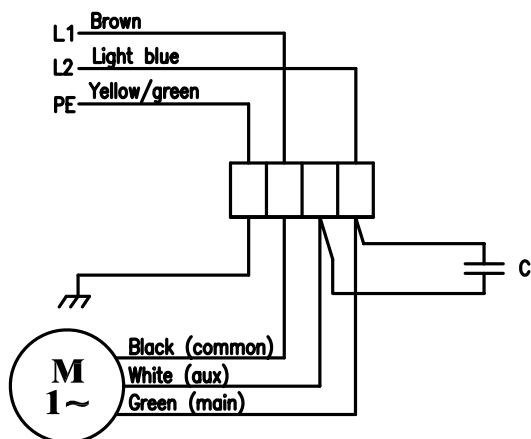 L1 Brown
L2 Light blue
PE Yellow/green
C
Black (common)
White (aux)
Green (main)
M
1~